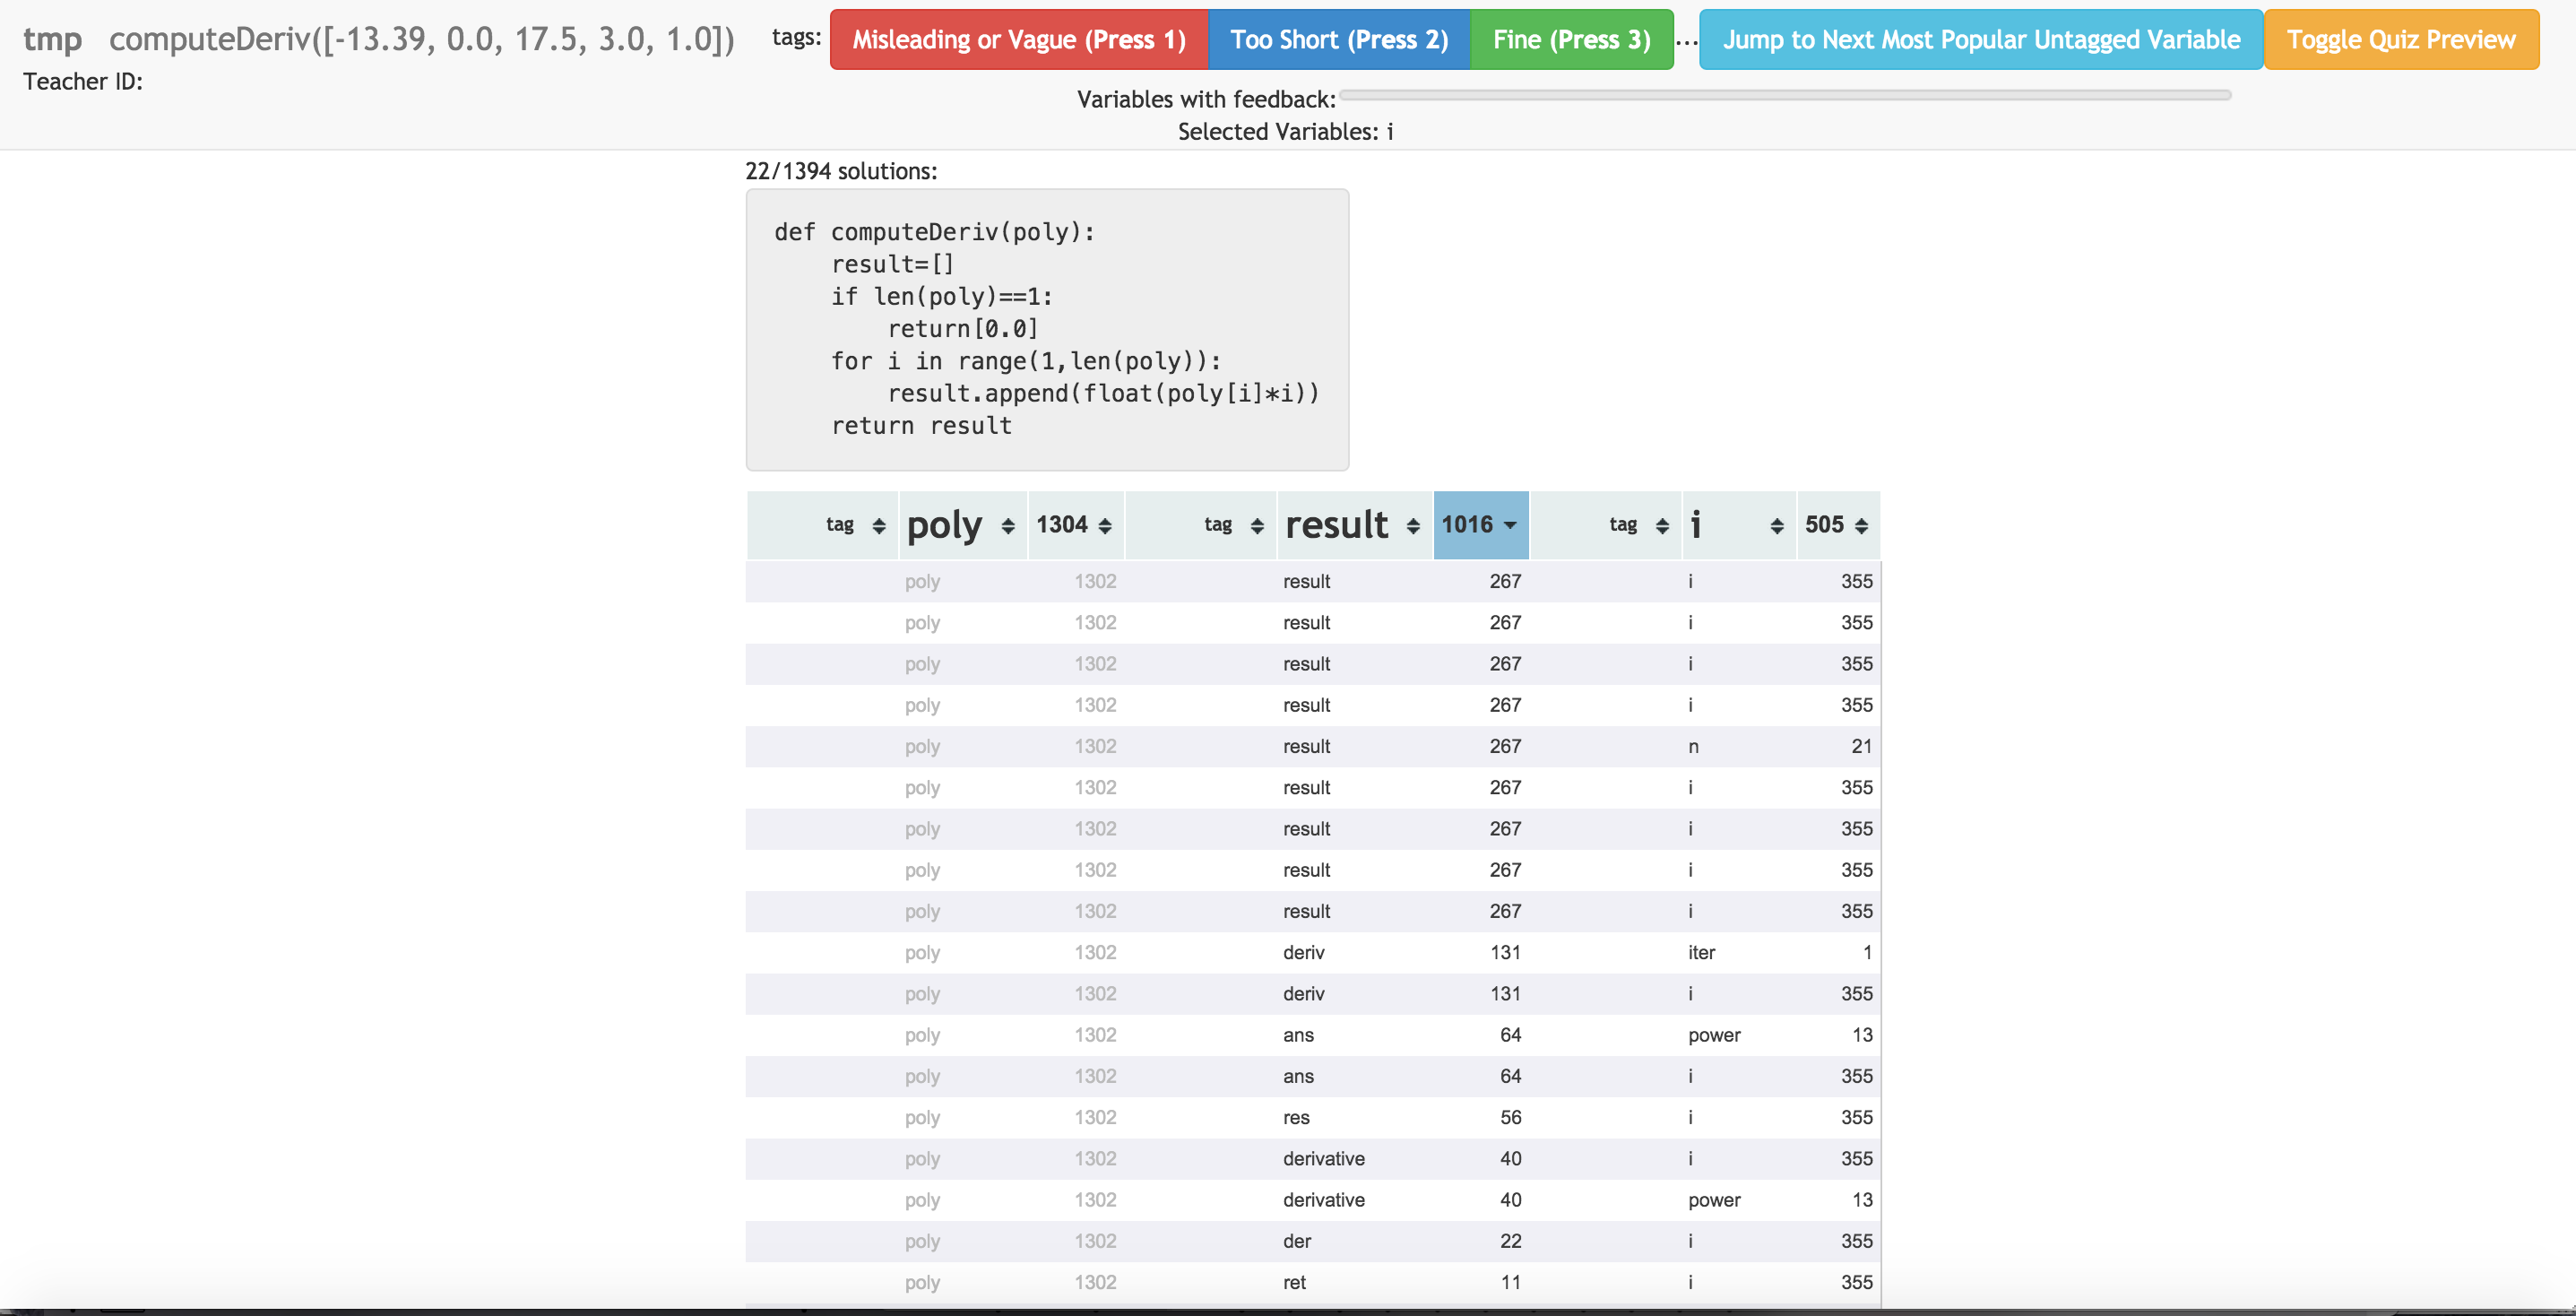 tmp computeDeriv([-13.39, 0.0, 17.5, 3.0, 1.0]) tags: Misleading or Vague (Press 1) Too Short (Press 2) Fine (Press 3) ... Jump to Next Most Popular Untagged Variable Toggle Quiz Preview
Teacher ID:
Variables with feedback:
Selected Variables: i
22/1394 solutions:
def computeDeriv(poly):
    result=[]
    if len(poly)==1:
        return[0.0]
    for i in range(1,len(poly)):
        result.append(float(poly[i]*i))
    return result
tag poly 1304 tag result 1016 tag i 505
poly 1302 result 267 i 355
poly 1302 result 267 i 355
poly 1302 result 267 i 355
poly 1302 result 267 i 355
poly 1302 result 267 n 21
poly 1302 result 267 i 355
poly 1302 result 267 i 355
poly 1302 result 267 i 355
poly 1302 result 267 i 355
poly 1302 deriv 131 iter 1
poly 1302 deriv 131 i 355
poly 1302 ans 64 power 13
poly 1302 ans 64 i 355
poly 1302 res 56 i 355
poly 1302 derivative 40 i 355
poly 1302 derivative 40 power 13
poly 1302 der 22 i 355
poly 1302 ret 11 i 355